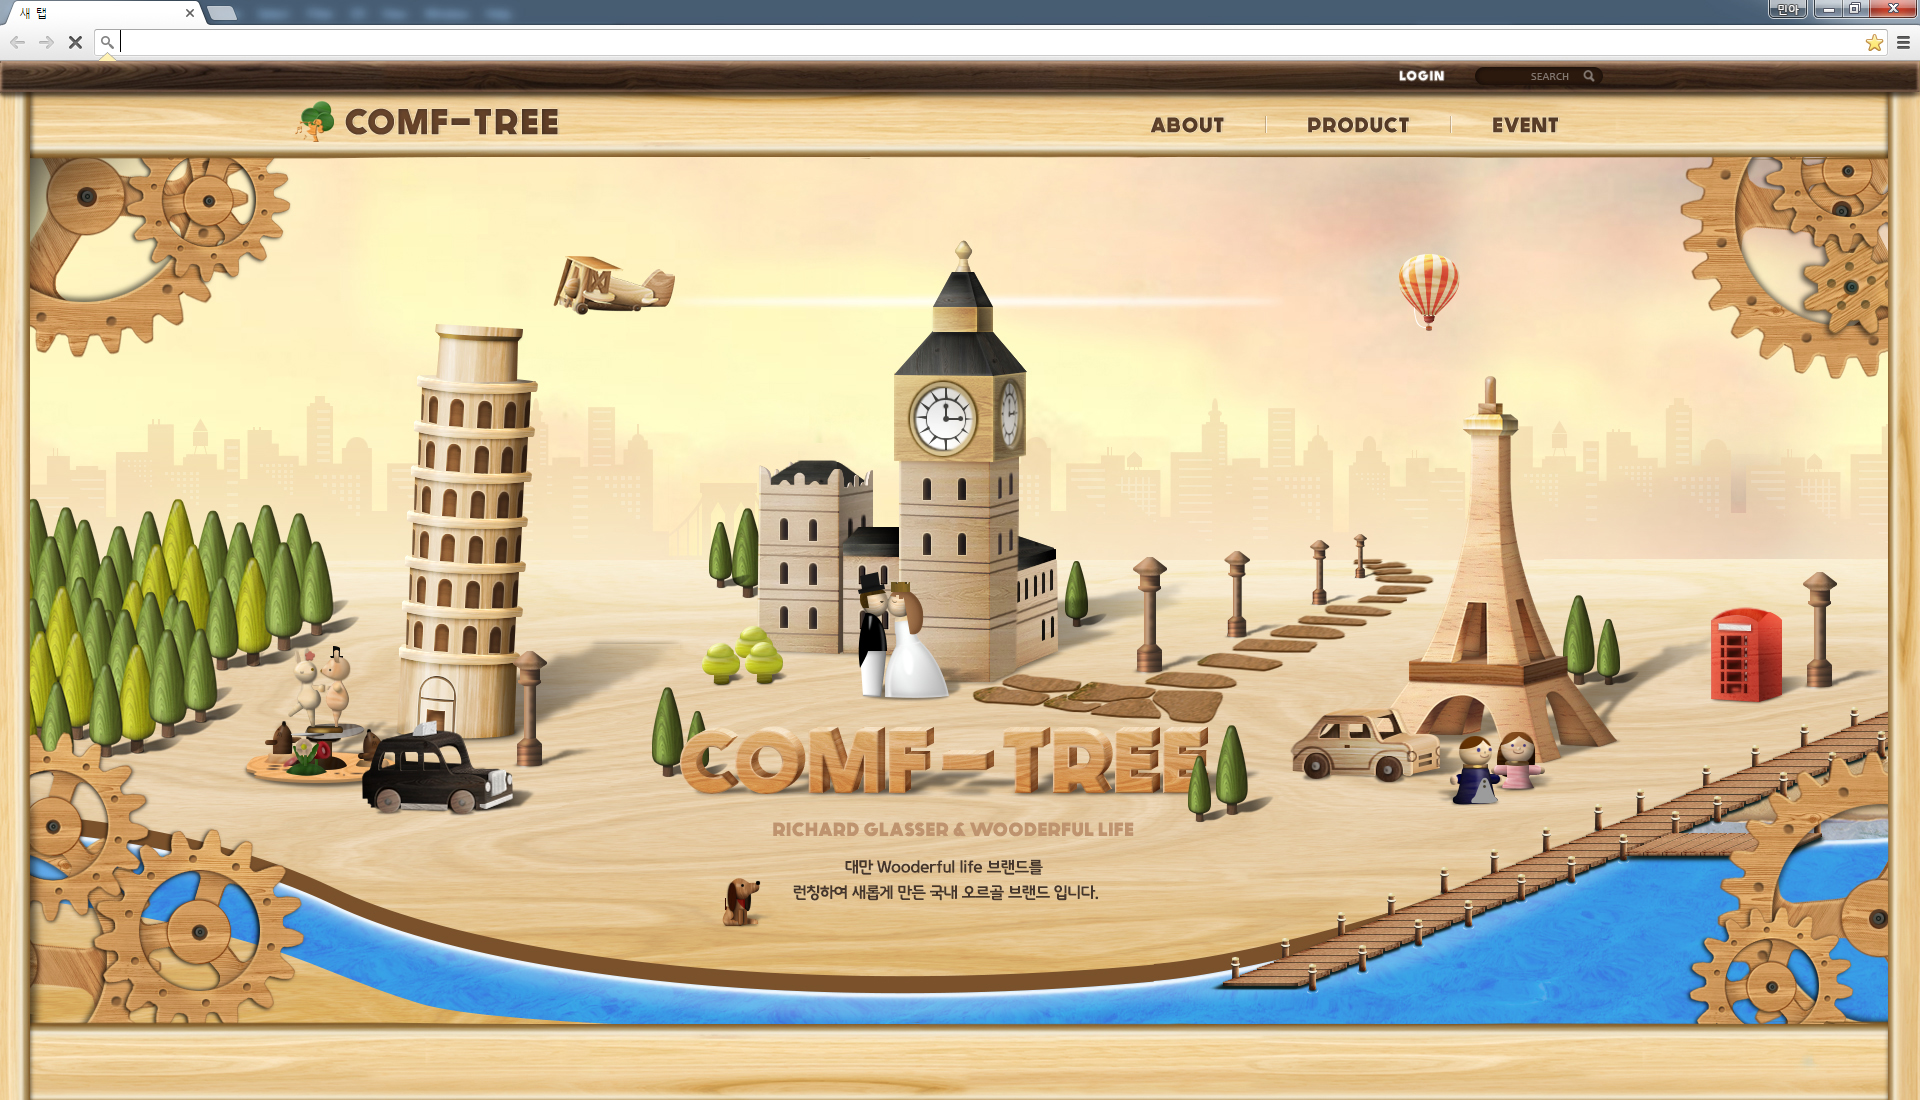 새 탭
민아
LOGIN
SEARCH
COMF-TREE
ABOUT
PRODUCT
EVENT
COMF-TREE
RICHARD GLASSER & WOODERFUL LIFE
대만 Wooderful life 브랜드를
런칭하여 새롭게 만든 국내 오르골 브랜드 입니다.